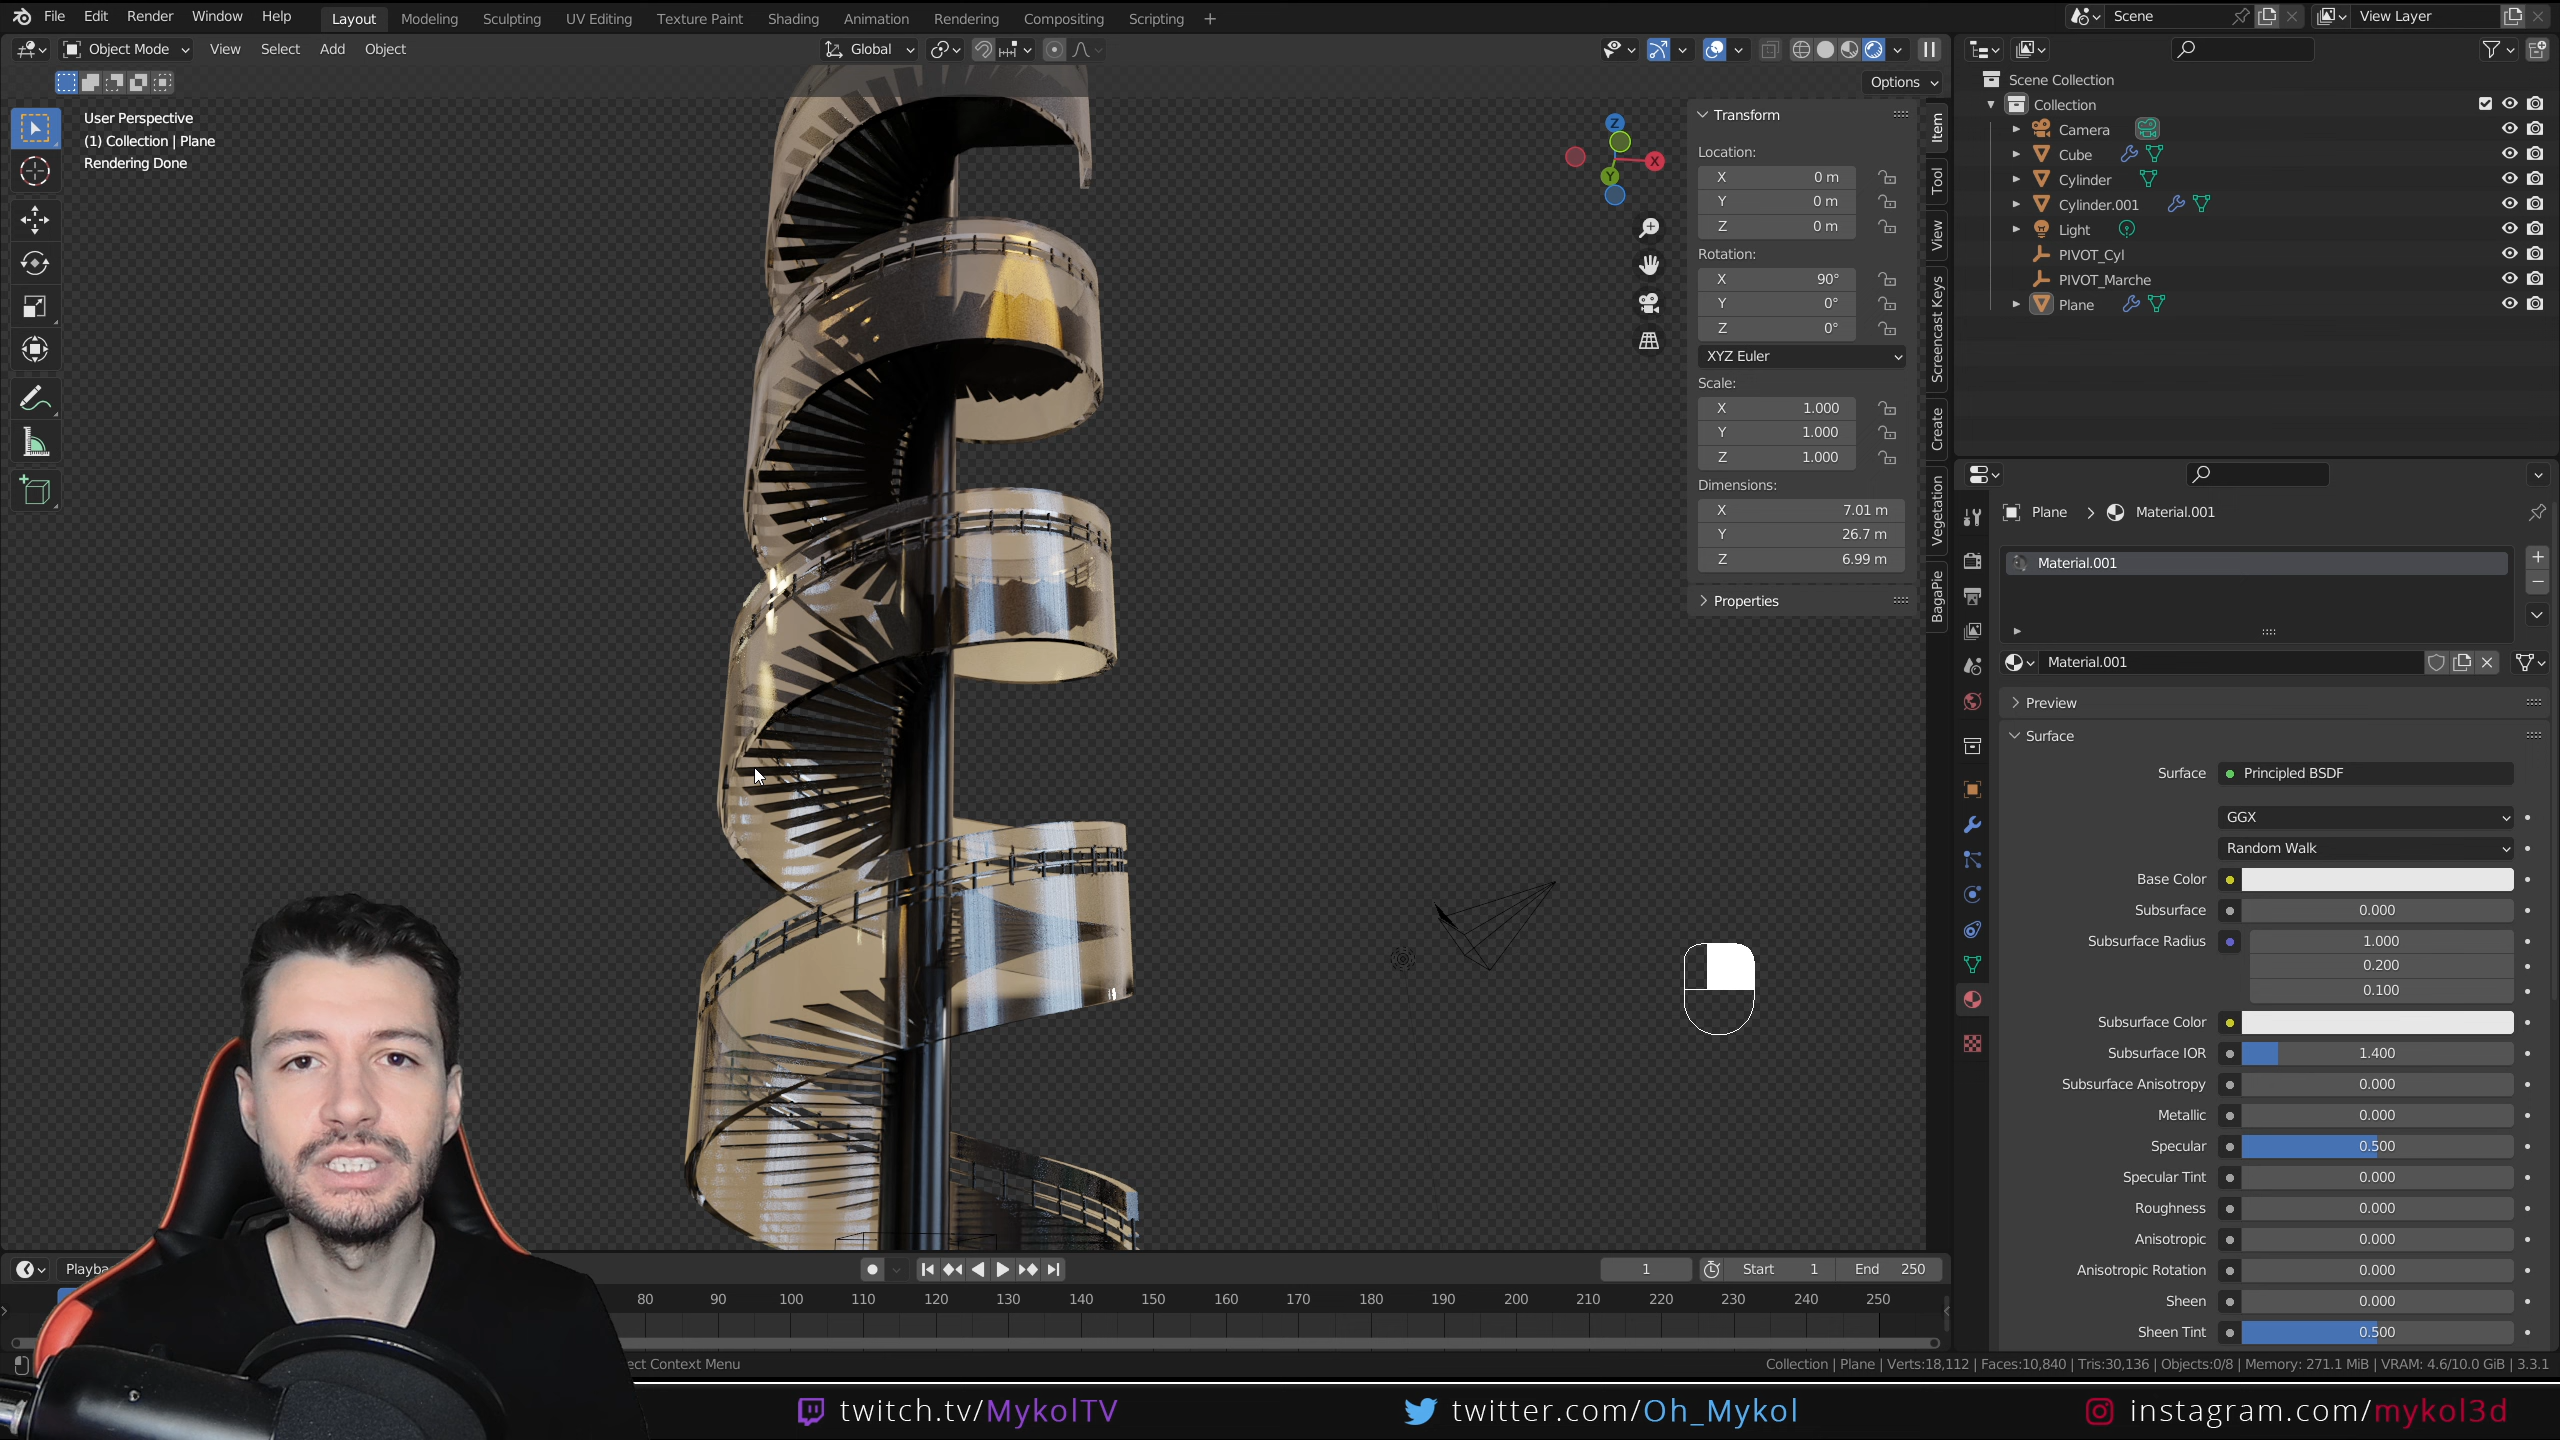 File Edit Render Window Help
Layout Modeling Sculpting UV Editing Texture Paint Shading Animation Rendering Compositing Scripting +
Scene
View Layer
Object Mode View Select Add Object
Global
Options
User Perspective
(1) Collection | Plane
Rendering Done
Z
X
Y
Transform
Location:
X 0 m
Y 0 m
Z 0 m
Rotation:
X 90°
Y 0°
Z 0°
XYZ Euler
Scale:
X 1.000
Y 1.000
Z 1.000
Dimensions:
X 7.01 m
Y 26.7 m
Z 6.99 m
Properties
Item
Tool
View
Screencast Keys
Create
Vegetation
BagaPie
Scene Collection
Collection
Camera
Cube
Cylinder
Cylinder.001
Light
PIVOT_Cyl
PIVOT_Marche
Plane
Plane > Material.001
Material.001
Material.001
Preview
Surface
Surface Principled BSDF
GGX
Random Walk
Base Color
Subsurface 0.000
Subsurface Radius 1.000
0.200
0.100
Subsurface Color
Subsurface IOR 1.400
Subsurface Anisotropy 0.000
Metallic 0.000
Specular 0.500
Specular Tint 0.000
Roughness 0.000
Anisotropic 0.000
Anisotropic Rotation 0.000
Sheen 0.000
Sheen Tint 0.500
1 Start 1 End 250
80 90 100 110 120 130 140 150 160 170 180 190 200 210 220 230 240 250
Context Menu
Collection | Plane | Verts:18,112 | Faces:10,840 | Tris:30,136 | Objects:0/8 | Memory: 271.1 MiB | VRAM: 4.6/10.0 GiB | 3.3.1
twitch.tv/MykolTV
twitter.com/Oh_Mykol
instagram.com/mykol3d